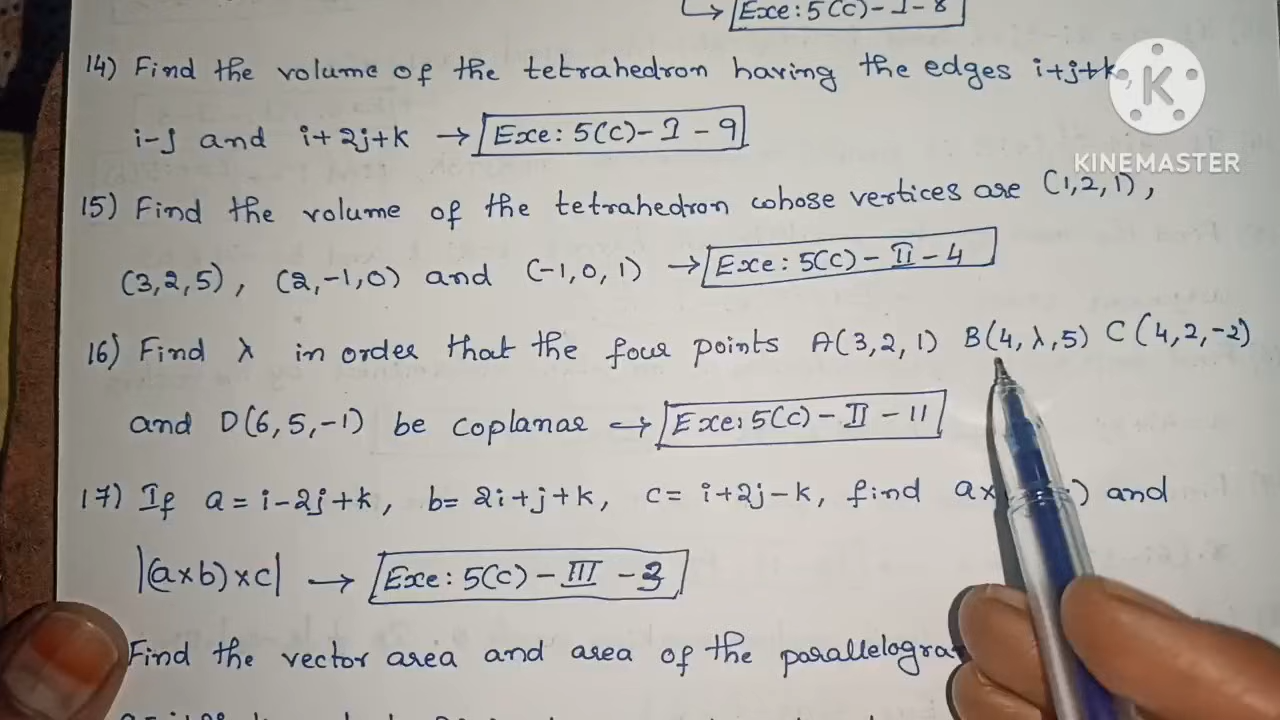 Exe: 5(C)-I-8
14) Find the volume of the tetrahedron having the edges i+j+k,
i-j and i+2j+k → Exe: 5(C)-I-9
15) Find the volume of the tetrahedron whose vertices are (1,2,1),
(3,2,5), (2,-1,0) and (-1,0,1) → Exe: 5(C)-II-4
16) Find λ in order that the four points A(3,2,1) B(4,λ,5) C(4,2,-2)
and D(6,5,-1) be coplanar → Exe: 5(C)-II-11
17) If a=i-2j+k, b=2i+j+k, c=i+2j-k, find and
|(a×b)×c| → Exe: 5(C)-III-3
Find the vector area and area of the
K
KINEMASTER